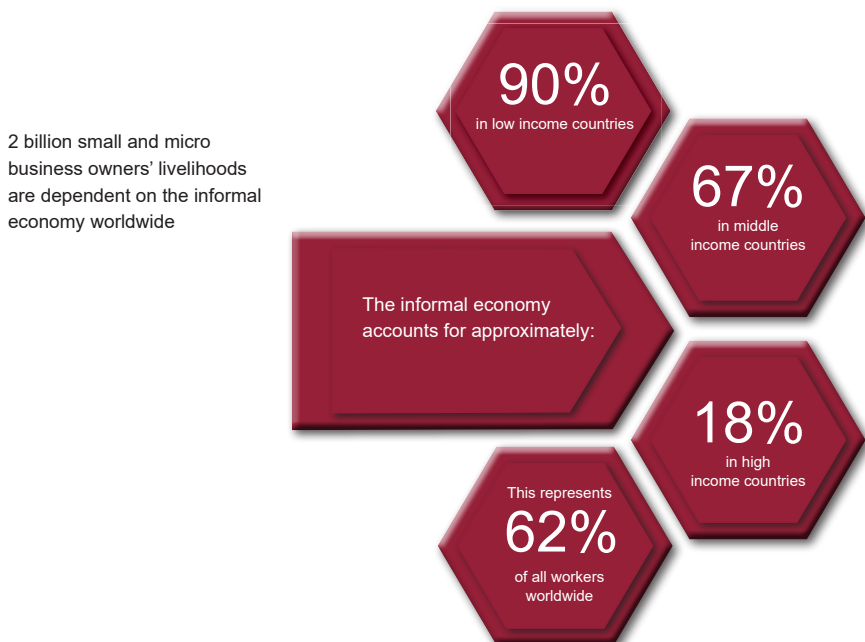 2 billion small and micro
business owners’ livelihoods
are dependent on the informal
economy worldwide
The informal economy
accounts for approximately:
90%
in low income countries
67%
in middle
income countries
18%
in high
income countries
This represents
62%
of all workers
worldwide